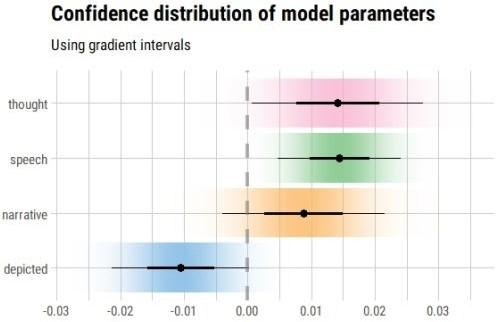 Confidence distribution of model parameters
Using gradient intervals
thought
speech
narrative
depicted
-0.03 -0.02 -0.01 0.00 0.01 0.02 0.03